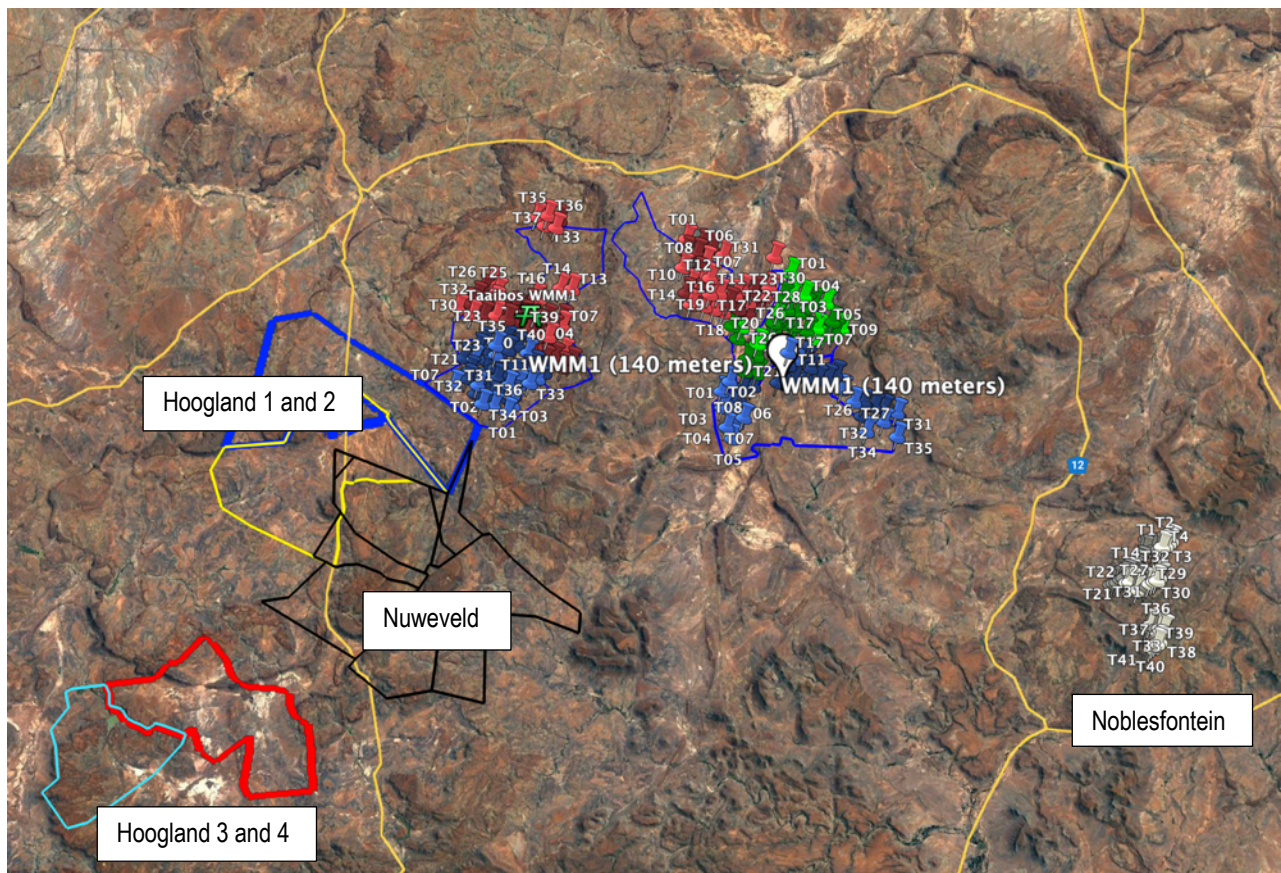 T35
T36
T37
T33
T01
T06
T08
T31
T07
T12
T01
T14
T13
T26
T25
T16
T10
T11
T23
T30
T32
T16
T04
T14
T22
T28
Taaibos WMM1
T30
T19
T17
T03
T26
T05
T07
T39
T23
T04
T18
T20
T17
T09
T35
T40
T07
T17
T21
T11
T11
WMM1 (140 meters)
T07
T31
T21
WMM1 (140 meters)
T32
T36
T33
T01
T02
Hoogland 1 and 2
T02
T34
T03
T08
06
T26
T27
T01
T03
T31
T04
T07
T32
T05
T34
T35
12
T2
T1
T4
T14
T32
T3
T22
T27
T29
T21
T31
T30
Nuweveld
T36
T37
T39
T33
T38
T41
T40
Noblesfontein
Hoogland 3 and 4